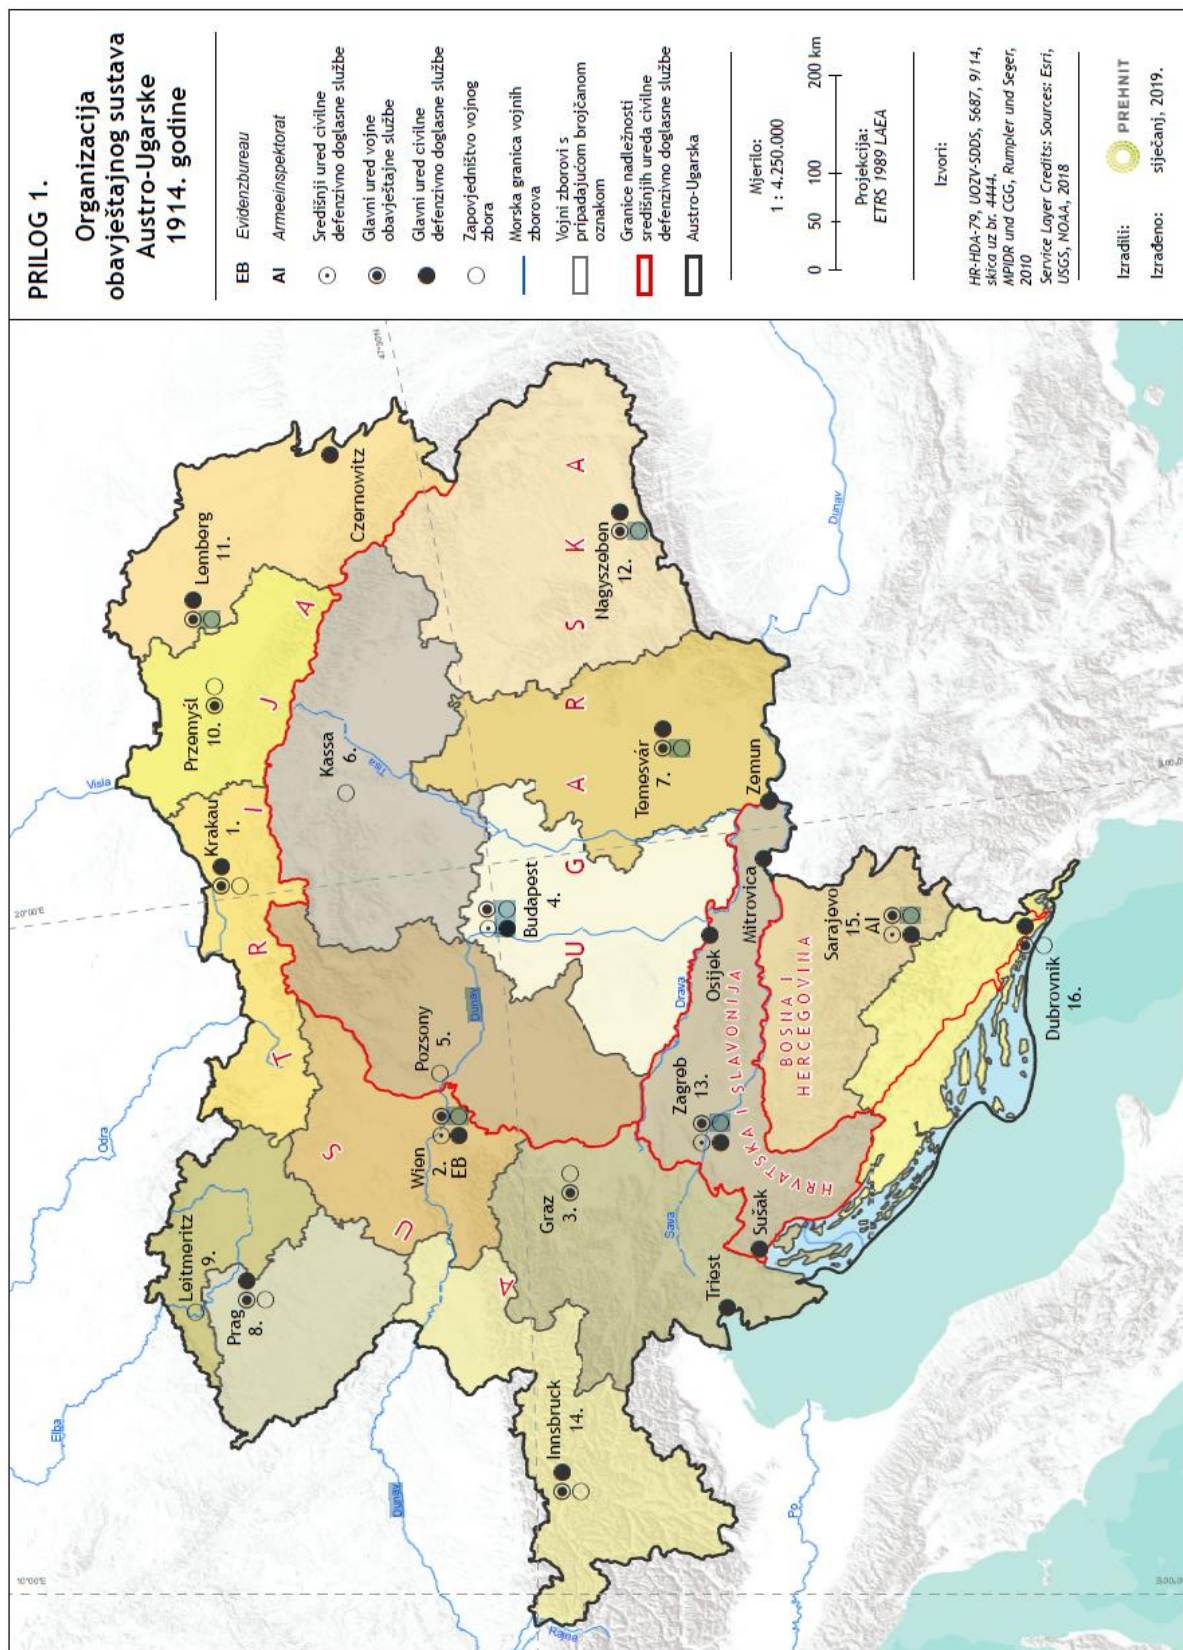 PRILOG 1.
Organizacija
obavještajnog sustava
Austro-Ugarske
1914. godine
EB Evidenzbureau
AI Armeeinspektorat
Središnji ured civilne
defenzivno doglasne službe
Glavni ured vojne
obavještajne službe
Glavni ured civilne
defenzivno doglasne službe
Zapovjedništvo vojnog
zbora
Morska granica vojnih
zborova
Vojni zborovi s
pripadajućom brojčanom
oznakom
Granice nadležnosti
središnjih ureda civilne
defenzivno doglasne službe
Austro-Ugarska
Mjerilo:
1 : 4.250.000
0 50 100 200 km
Projekcija:
ETRS 1989 LAEA
Izvori:
HR-HDA-79, UOZV-SDDS, 5687, 9/14,
skica uz br. 4444.
MPIDR und CGG, Rumpler und Seger,
2010
Service Layer Credits: Sources: Esri,
USGS, NOAA, 2018
Izradili: PREHNIT
Izrađeno: siječanj, 2019.
10°00'E
20°00'E
47°30'N
Elba
Odra
Visla
Leitmeritz
9.
Prag
8.
Krakau
1.
Przemyśl
10.
Lemberg
11.
Czernowitz
AUSTRIJA
Dunav
Wien
2.
EB
Pozsony
5.
Dunav
Kassa
6.
Tisa
Innsbruck
14.
Graz
3.
Budapest
4.
UGARSKA
Nagyszeben
12.
Temesvár
7.
Rajna
Po
Triest
Sava
Sušak
Zagreb
13.
Drava
Osijek
Mitrovica
Zemun
Dunav
HRVATSKA I SLAVONIJA
BOSNA I
HERCEGOVINA
Sarajevo
15.
AI
Dubrovnik
16.